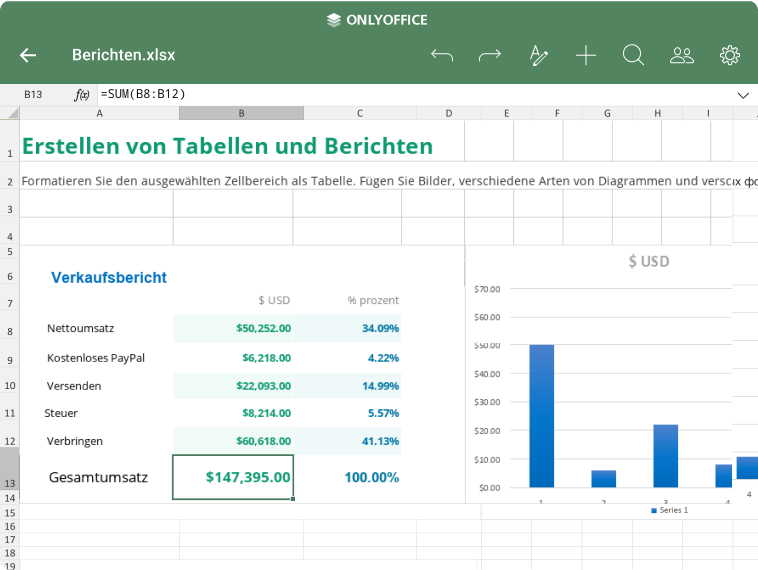 ONLYOFFICE
Berichten.xlsx
B13 f(x) =SUM(B8:B12)
A B C D E F G H I
1 Erstellen von Tabellen und Berichten
2 Formatieren Sie den ausgewählten Zellbereich als Tabelle. Fügen Sie Bilder, verschiedene Arten von Diagrammen und
3
4
5
6 Verkaufsbericht
7 $ USD % prozent
8 Nettoumsatz $50,252.00 34.09%
9 Kostenloses PayPal $6,218.00 4.22%
10 Versenden $22,093.00 14.99%
11 Steuer $8,214.00 5.57%
12 Verbringen $60,618.00 41.13%
13 Gesamtumsatz $147,395.00 100.00%
14
15
16
17
18
19
$ USD
$70.00
$60.00
$50.00
$40.00
$30.00
$20.00
$10.00
$0.00
1 2 3 4
4
Series 1